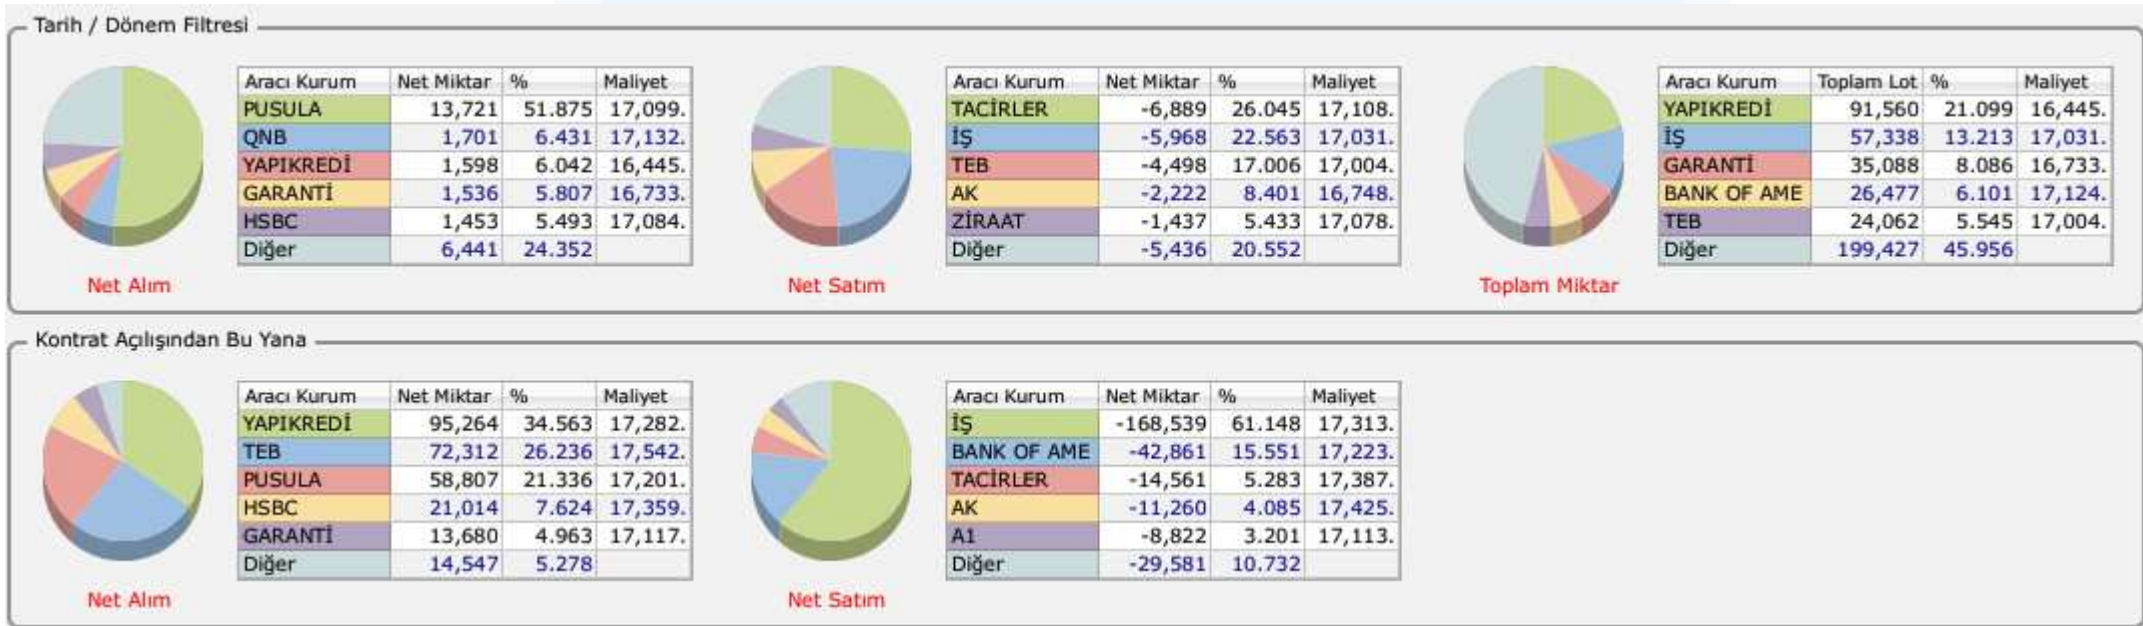 Tarih / Dönem Filtresi
Aracı Kurum Net Miktar % Maliyet
PUSULA 13,721 51.875 17,099.
QNB 1,701 6.431 17,132.
YAPIKREDİ 1,598 6.042 16,445.
GARANTİ 1,536 5.807 16,733.
HSBC 1,453 5.493 17,084.
Diğer 6,441 24.352
Net Alım
Aracı Kurum Net Miktar % Maliyet
TACİRLER -6,889 26.045 17,108.
İŞ -5,968 22.563 17,031.
TEB -4,498 17.006 17,004.
AK -2,222 8.401 16,748.
ZİRAAT -1,437 5.433 17,078.
Diğer -5,436 20.552
Net Satım
Aracı Kurum Toplam Lot % Maliyet
YAPIKREDİ 91,560 21.099 16,445.
İŞ 57,338 13.213 17,031.
GARANTİ 35,088 8.086 16,733.
BANK OF AME 26,477 6.101 17,124.
TEB 24,062 5.545 17,004.
Diğer 199,427 45.956
Toplam Miktar
Kontrat Açılışından Bu Yana
Aracı Kurum Net Miktar % Maliyet
YAPIKREDİ 95,264 34.563 17,282.
TEB 72,312 26.236 17,542.
PUSULA 58,807 21.336 17,201.
HSBC 21,014 7.624 17,359.
GARANTİ 13,680 4.963 17,117.
Diğer 14,547 5.278
Net Alım
Aracı Kurum Net Miktar % Maliyet
İŞ -168,539 61.148 17,313.
BANK OF AME -42,861 15.551 17,223.
TACİRLER -14,561 5.283 17,387.
AK -11,260 4.085 17,425.
A1 -8,822 3.201 17,113.
Diğer -29,581 10.732
Net Satım